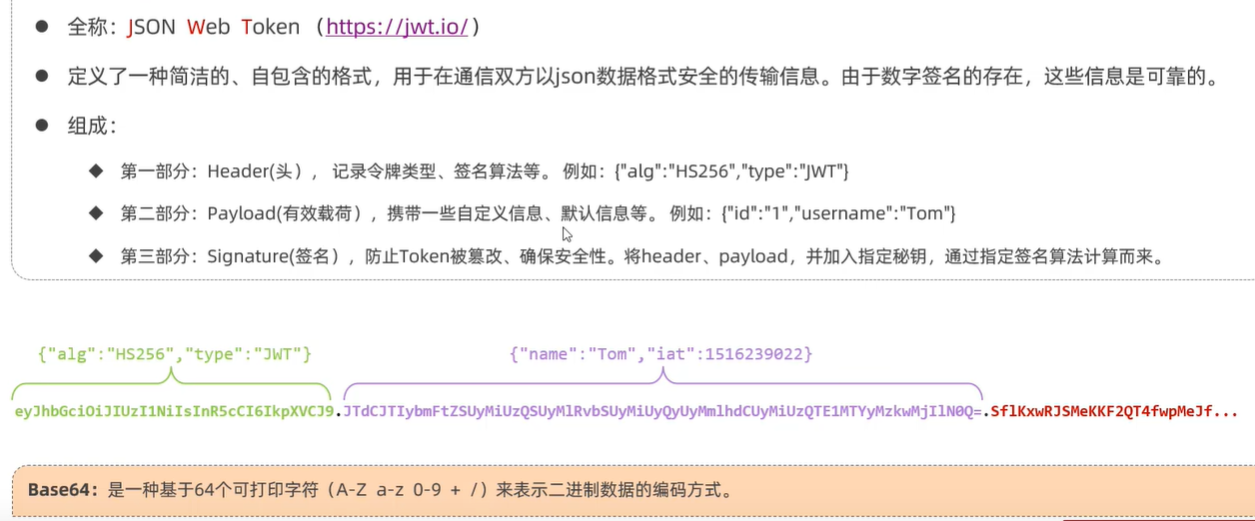 全称：JSON Web Token （https://jwt.io/）
定义了一种简洁的、自包含的格式，用于在通信双方以json数据格式安全的传输信息。由于数字签名的存在，这些信息是可靠的。
组成：
第一部分：Header(头）， 记录令牌类型、签名算法等。 例如：{"alg":"HS256","type":"JWT"}
第二部分：Payload(有效载荷），携带一些自定义信息、默认信息等。 例如：{"id":"1","username":"Tom"}
第三部分：Signature(签名），防止Token被篡改、确保安全性。将header、payload，并加入指定秘钥，通过指定签名算法计算而来。
{"alg":"HS256","type":"JWT"} {"name":"Tom","iat":1516239022}
eyJhbGciOiJIUzI1NiIsInR5cCI6IkpXVCJ9.JTdCJTIybmFtZSUyMiUzQSUyMlRvbSUyMiUyQyUyMmlhdCUyMiUzQTE1MTYyMzkwMjIlN0Q=.SflKxwRJSMeKKF2QT4fwpMeJf...
Base64：是一种基于64个可打印字符（A-Z a-z 0-9 + /）来表示二进制数据的编码方式。